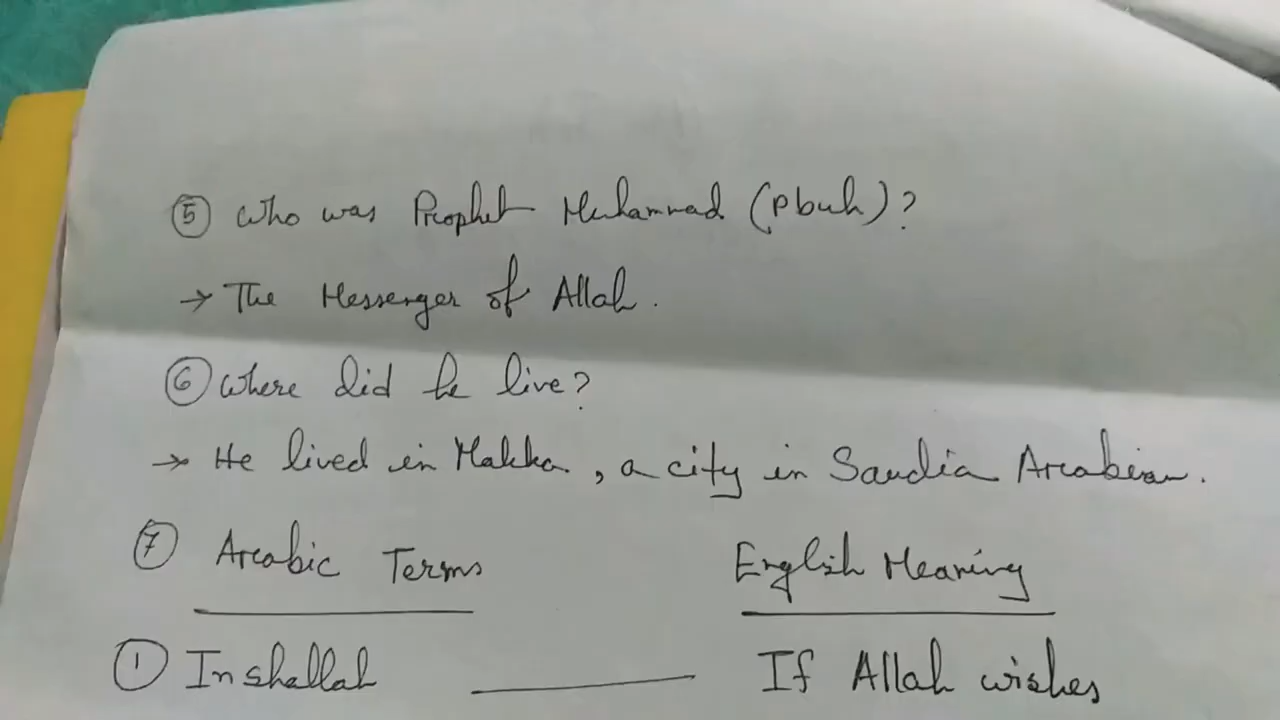 ⑤ Who was Prophet Muhammad (Pbuh)?
→ The Messenger of Allah.
⑥ Where did he live?
→ He lived in Makka, a city in Saudia Arabian.
⑦ Arabic Terms English Meaning
① Inshallah — If Allah wishes